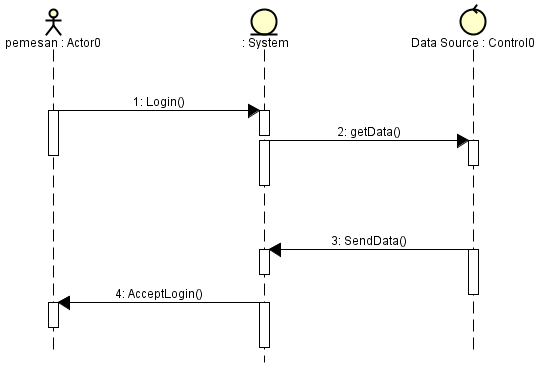 pemesan : Actor0
: System
Data Source : Control0
1: Login()
2: getData()
3: SendData()
4: AcceptLogin()